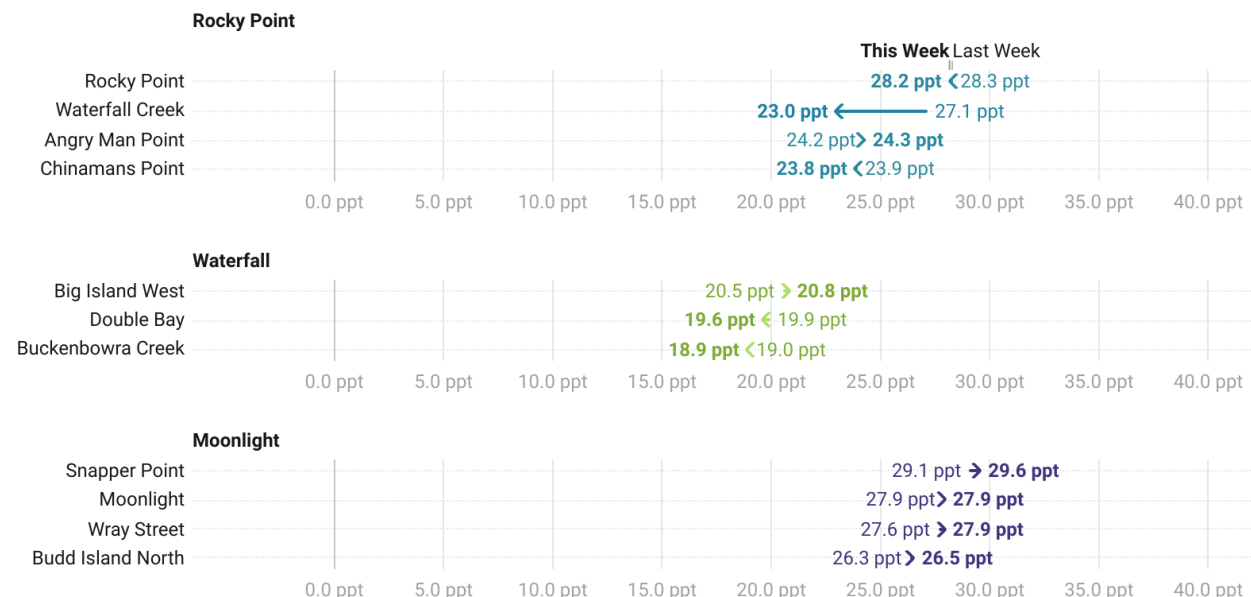 Rocky Point
This Week Last Week
Rocky Point 28.2 ppt 28.3 ppt
Waterfall Creek 23.0 ppt 27.1 ppt
Angry Man Point 24.2 ppt 24.3 ppt
Chinamans Point 23.8 ppt 23.9 ppt
0.0 ppt 5.0 ppt 10.0 ppt 15.0 ppt 20.0 ppt 25.0 ppt 30.0 ppt 35.0 ppt 40.0 ppt
Waterfall
Big Island West 20.5 ppt 20.8 ppt
Double Bay 19.6 ppt 19.9 ppt
Buckenbowra Creek 18.9 ppt 19.0 ppt
0.0 ppt 5.0 ppt 10.0 ppt 15.0 ppt 20.0 ppt 25.0 ppt 30.0 ppt 35.0 ppt 40.0 ppt
Moonlight
Snapper Point 29.1 ppt 29.6 ppt
Moonlight 27.9 ppt 27.9 ppt
Wray Street 27.6 ppt 27.9 ppt
Budd Island North 26.3 ppt 26.5 ppt
0.0 ppt 5.0 ppt 10.0 ppt 15.0 ppt 20.0 ppt 25.0 ppt 30.0 ppt 35.0 ppt 40.0 ppt